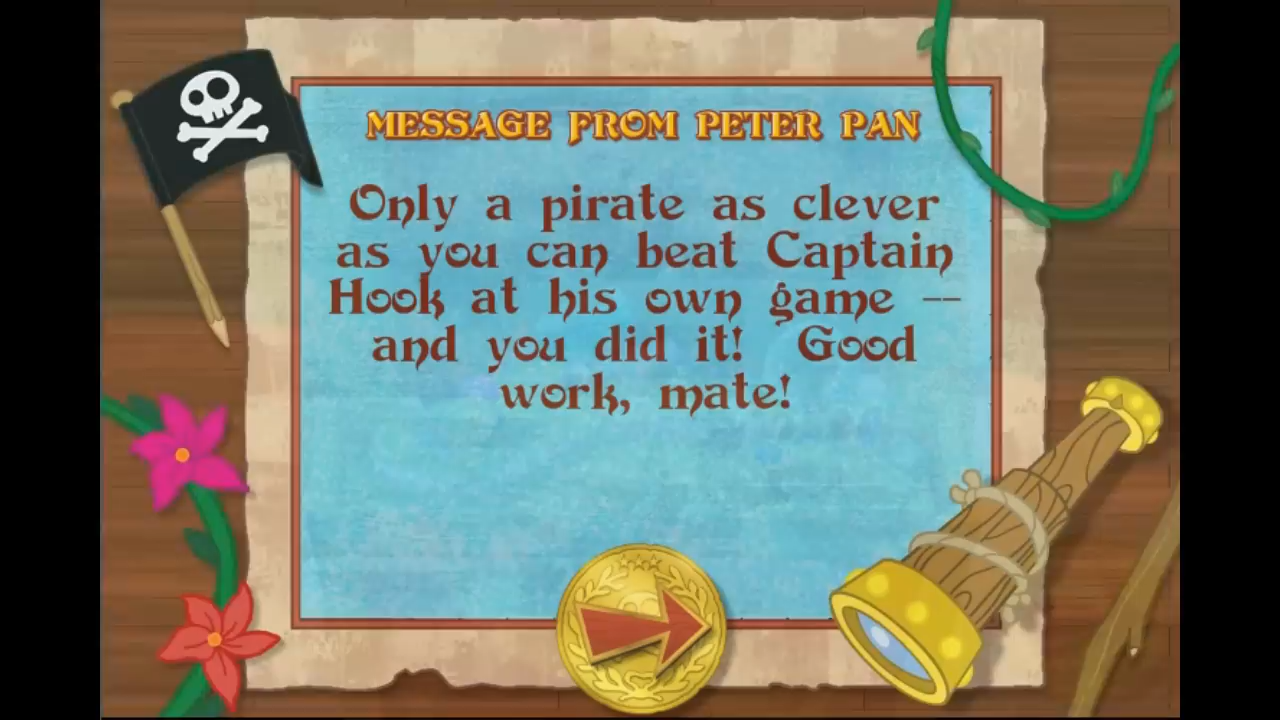 MESSAGE FROM PETER PAN
Only a pirate as clever
as you can beat Captain
Hook at his own game --
and you did it!  Good
work, mate!